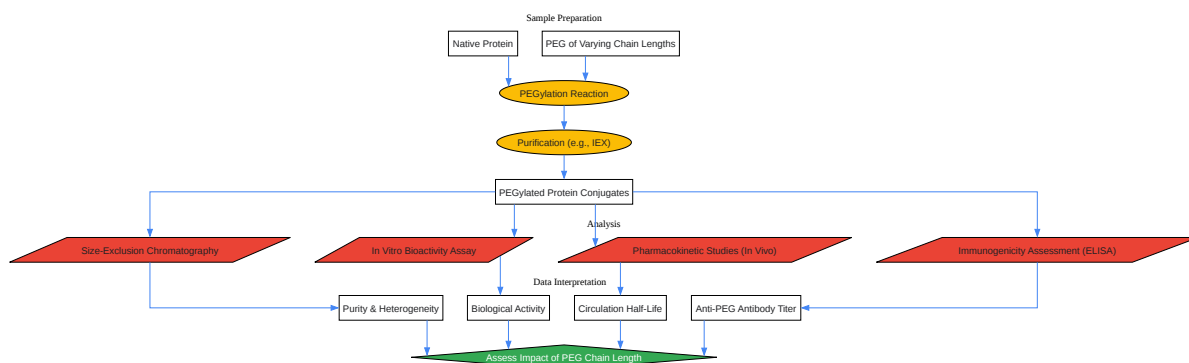 Sample Preparation
Native Protein
PEG of Varying Chain Lengths
PEGylation Reaction
Purification (e.g., IEX)
PEGylated Protein Conjugates
Analysis
Size-Exclusion Chromatography
In Vitro Bioactivity Assay
Pharmacokinetic Studies (In Vivo)
Immunogenicity Assessment (ELISA)
Data Interpretation
Purity & Heterogeneity
Biological Activity
Circulation Half-Life
Anti-PEG Antibody Titer
Assess Impact of PEG Chain Length